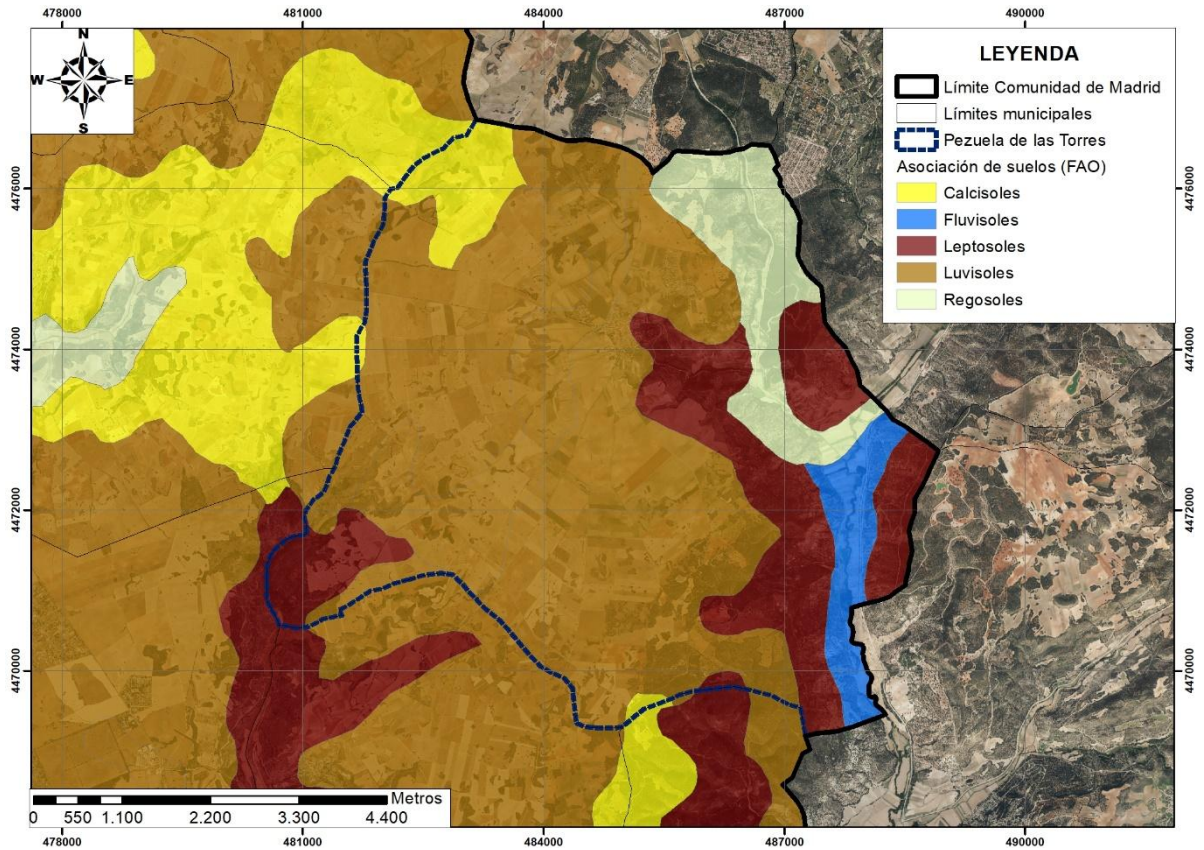 478000 481000 484000 487000 490000
N
W E
S
LEYENDA
Límite Comunidad de Madrid
Límites municipales
Pezuela de las Torres
Asociación de suelos (FAO)
Calcisoles
Fluvisoles
Leptosoles
Luvisoles
Regosoles
4476000 4476000
4474000 4474000
4472000 4472000
4470000 4470000
Metros
0 550 1.100 2.200 3.300 4.400
478000 481000 484000 487000 490000